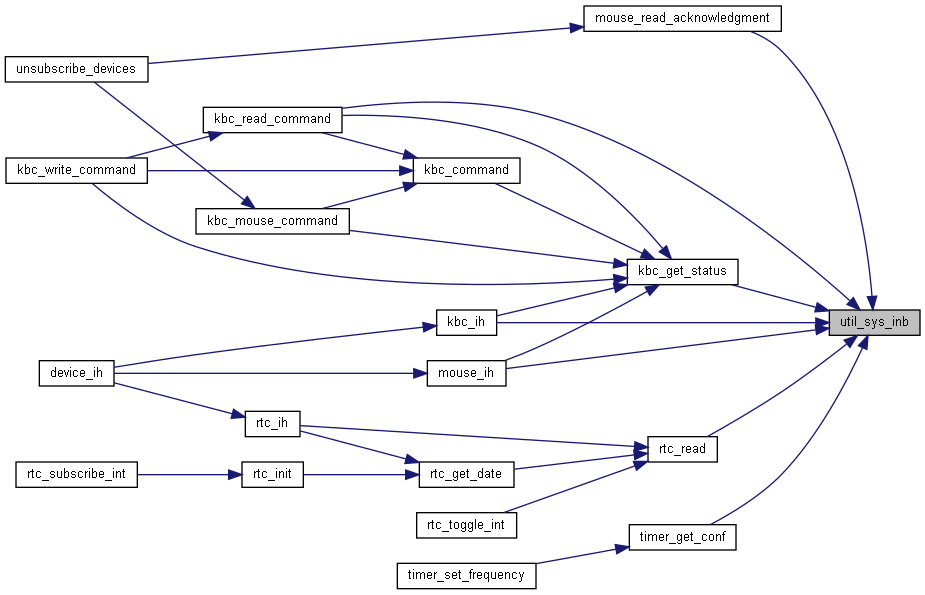 mouse_read_acknowledgment
unsubscribe_devices
kbc_read_command
kbc_write_command
kbc_command
kbc_mouse_command
kbc_get_status
kbc_ih
util_sys_inb
device_ih
mouse_ih
rtc_ih
rtc_read
rtc_subscribe_int
rtc_init
rtc_get_date
rtc_toggle_int
timer_get_conf
timer_set_frequency